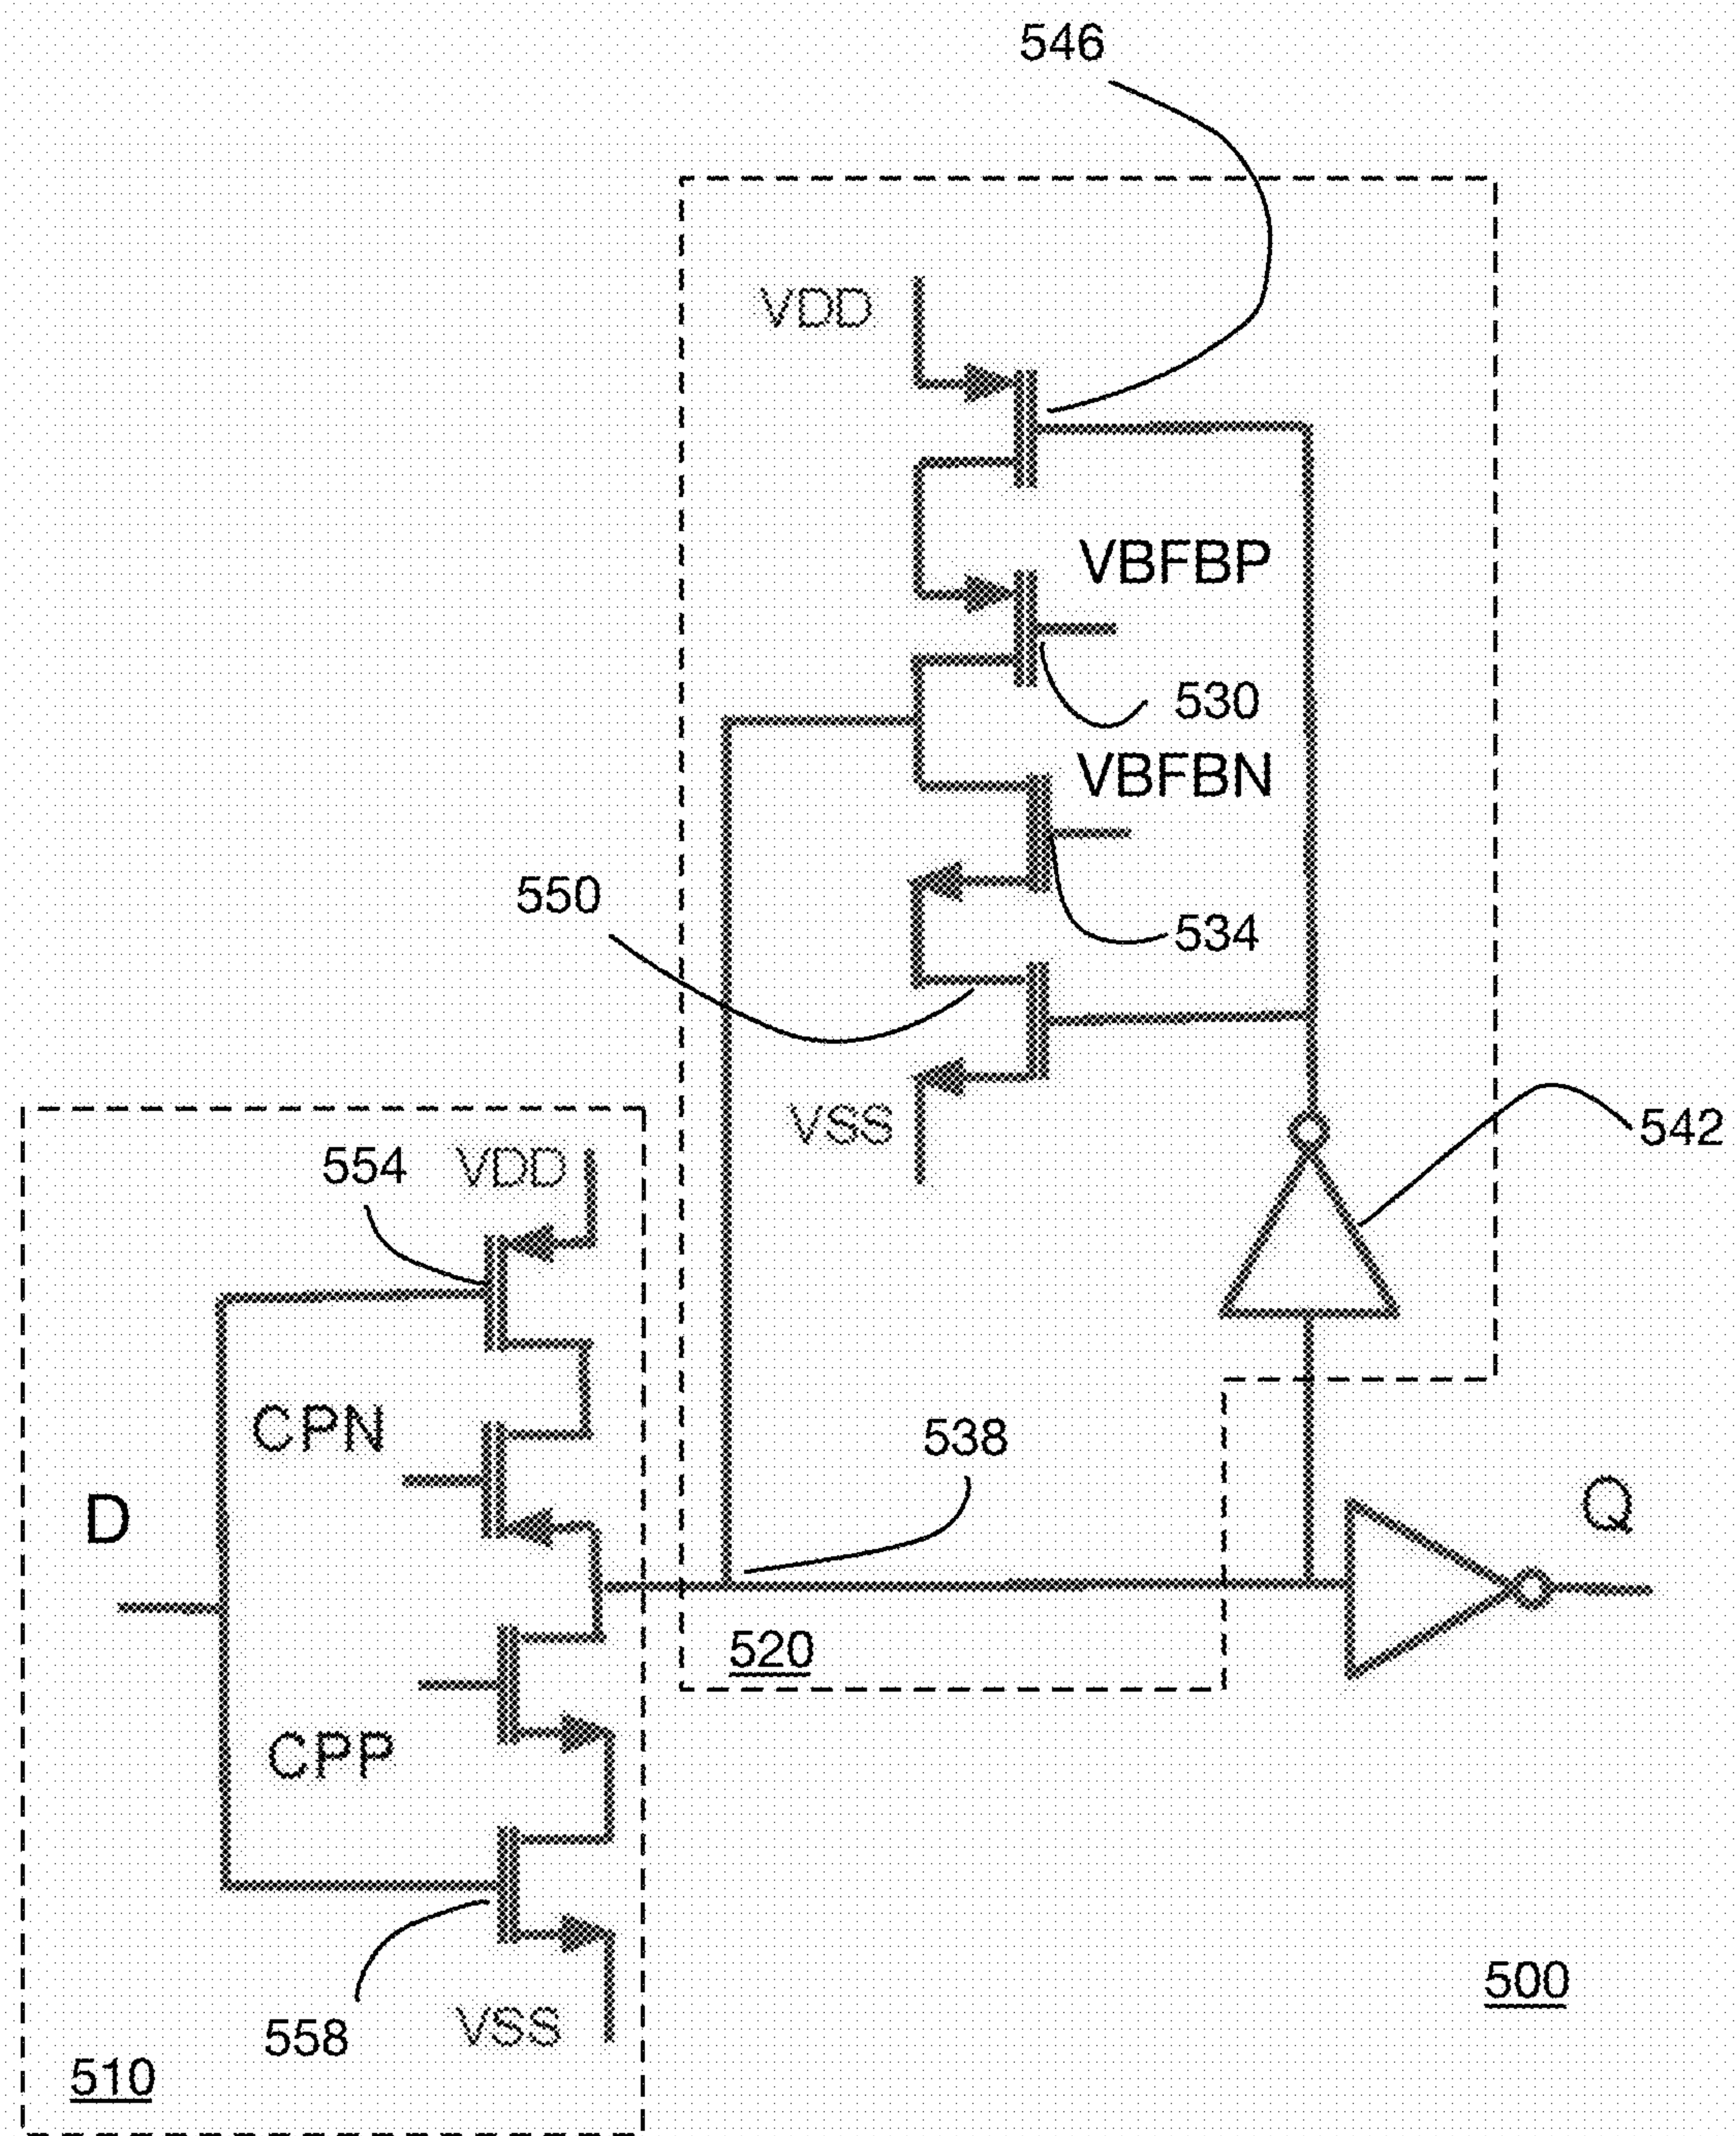 546
VDD
VBFBP
530
VBFBN
550
534
VSS
542
554
VDD
CPN
538
D
Q
520
CPP
500
558
VSS
510